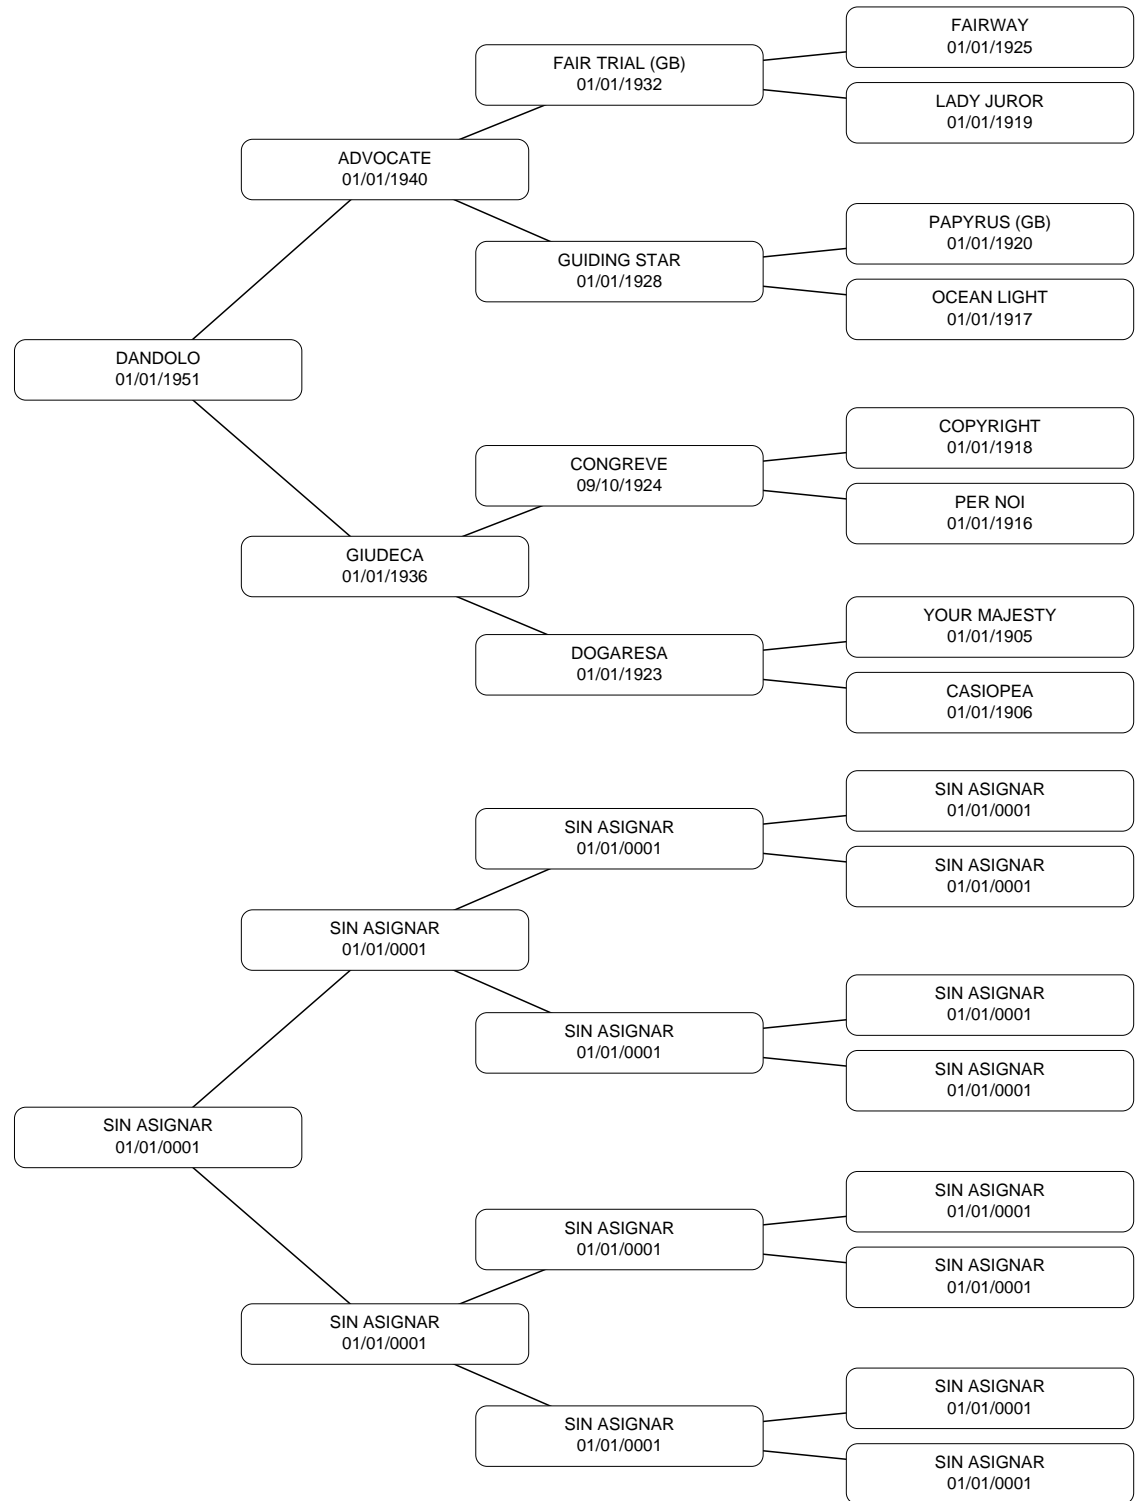 FAIRWAY
01/01/1925
FAIR TRIAL (GB)
01/01/1932
LADY JUROR
01/01/1919
ADVOCATE
01/01/1940
PAPYRUS (GB)
01/01/1920
GUIDING STAR
01/01/1928
OCEAN LIGHT
01/01/1917
DANDOLO
01/01/1951
COPYRIGHT
01/01/1918
CONGREVE
09/10/1924
PER NOI
01/01/1916
GIUDECA
01/01/1936
YOUR MAJESTY
01/01/1905
DOGARESA
01/01/1923
CASIOPEA
01/01/1906
SIN ASIGNAR
01/01/0001
SIN ASIGNAR
01/01/0001
SIN ASIGNAR
01/01/0001
SIN ASIGNAR
01/01/0001
SIN ASIGNAR
01/01/0001
SIN ASIGNAR
01/01/0001
SIN ASIGNAR
01/01/0001
SIN ASIGNAR
01/01/0001
SIN ASIGNAR
01/01/0001
SIN ASIGNAR
01/01/0001
SIN ASIGNAR
01/01/0001
SIN ASIGNAR
01/01/0001
SIN ASIGNAR
01/01/0001
SIN ASIGNAR
01/01/0001
SIN ASIGNAR
01/01/0001